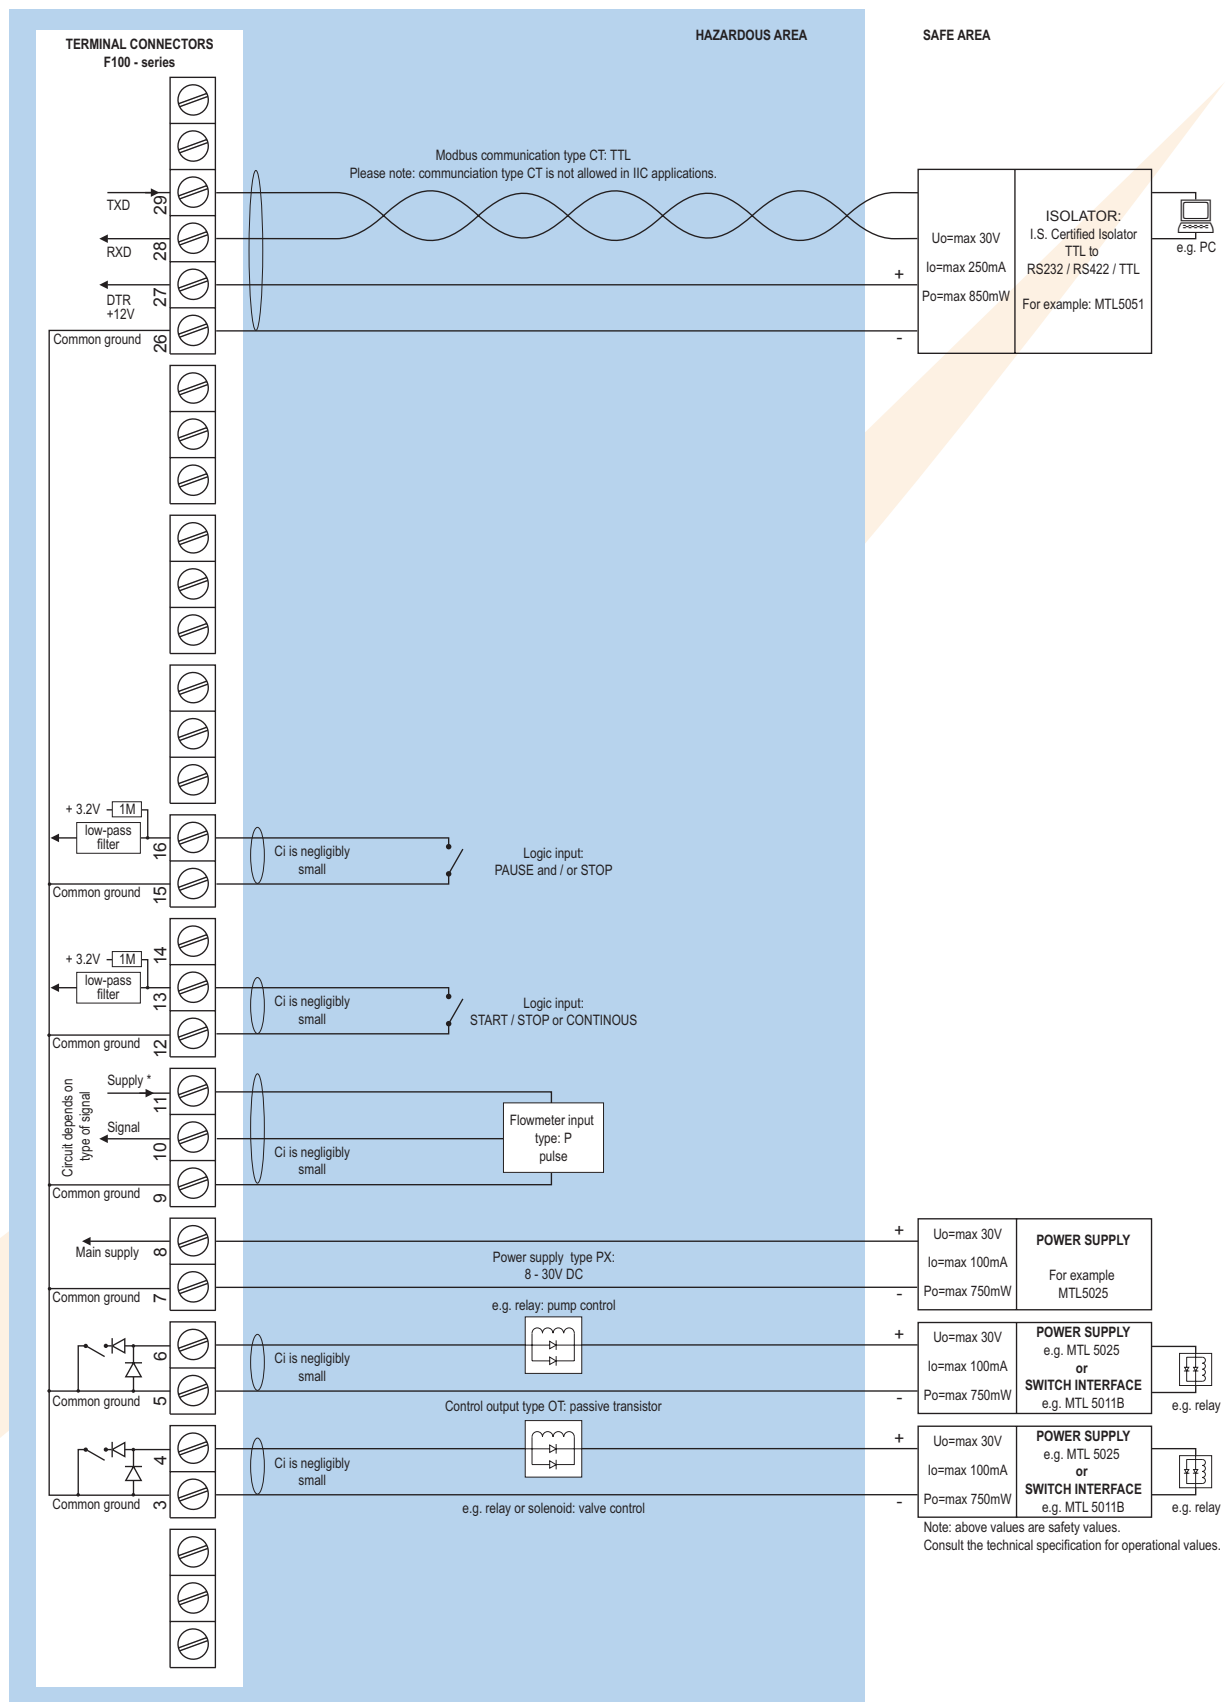 HAZARDOUS AREA
SAFE AREA
TERMINAL CONNECTORS
F100 - series
Modbus communication type CT: TTL
Please note: communciation type CT is not allowed in IIC applications.
TXD
29
RXD
28
DTR
+12V
27
Common ground
26
+
-
Uo=max 30V
Io=max 250mA
Po=max 850mW
ISOLATOR:
I.S. Certified Isolator
TTL to
RS232 / RS422 / TTL
For example: MTL5051
e.g. PC
+ 3.2V
1M
low-pass
filter
16
Common ground
15
Ci is negligibly
small
Logic input:
PAUSE and / or STOP
14
+ 3.2V
1M
low-pass
filter
13
Common ground
12
Ci is negligibly
small
Logic input:
START / STOP or CONTINOUS
Circuit depends on
type of signal
Supply *
11
Signal
10
Common ground
9
Ci is negligibly
small
Flowmeter input
type: P
pulse
Main supply
8
Common ground
7
Power supply type PX:
8 - 30V DC
+
-
Uo=max 30V
Io=max 100mA
Po=max 750mW
POWER SUPPLY
For example
MTL5025
e.g. relay: pump control
6
Common ground
5
Ci is negligibly
small
Control output type OT: passive transistor
+
-
Uo=max 30V
Io=max 100mA
Po=max 750mW
POWER SUPPLY
e.g. MTL 5025
or
SWITCH INTERFACE
e.g. MTL 5011B
e.g. relay
4
Common ground
3
Ci is negligibly
small
e.g. relay or solenoid: valve control
+
-
Uo=max 30V
Io=max 100mA
Po=max 750mW
POWER SUPPLY
e.g. MTL 5025
or
SWITCH INTERFACE
e.g. MTL 5011B
e.g. relay
Note: above values are safety values.
Consult the technical specification for operational values.